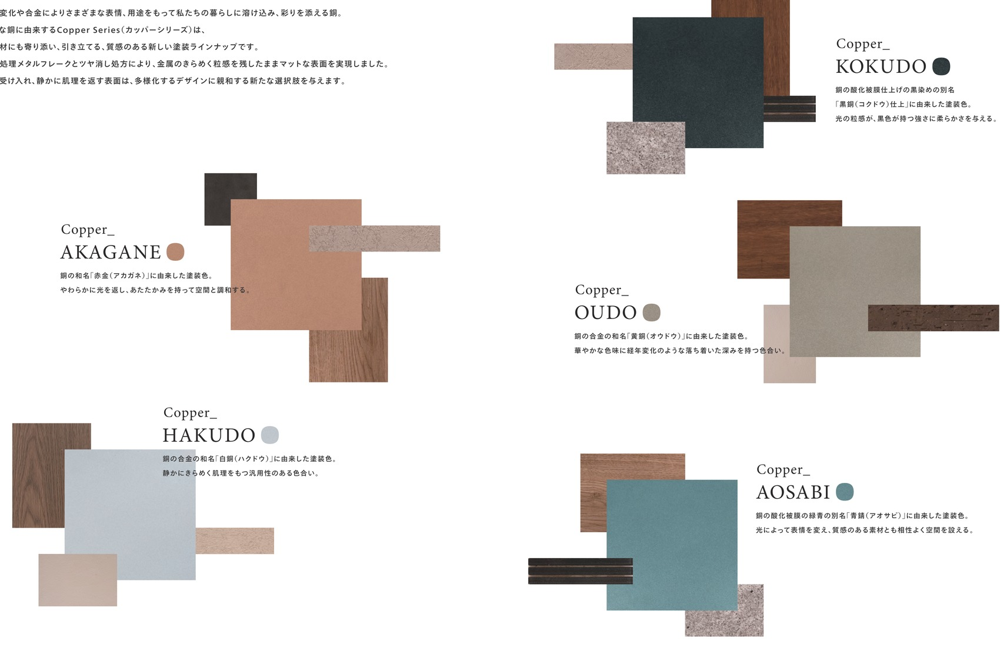 変化や合金によりさまざまな表情、用途をもって私たちの暮らしに溶け込み、彩りを添える銅。
な銅に由来するCopper Series（カッパーシリーズ）は、
材にも寄り添い、引き立てる、質感のある新しい塗装ラインナップです。
処理メタルフレークとツヤ消し処方により、金属のきらめく粒感を残したままマットな表面を実現しました。
受け入れ、静かに肌理を返す表面は、多様化するデザインに親和する新たな選択肢を与えます。
Copper_
KOKUDO
銅の酸化被膜仕上げの黒染めの別名
「黒銅（コクドウ）仕上」に由来した塗装色。
光の粒感が、黒色が持つ強さに柔らかさを与える。
Copper_
AKAGANE
銅の和名「赤金（アカガネ）」に由来した塗装色。
やわらかに光を返し、あたたかみを持って空間と調和する。
Copper_
OUDO
銅の合金の和名「黄銅（オウドウ）」に由来した塗装色。
華やかな色味に経年変化のような落ち着いた深みを持つ色合い。
Copper_
HAKUDO
銅の合金の和名「白銅（ハクドウ）」に由来した塗装色。
静かにきらめく肌理をもつ汎用性のある色合い。
Copper_
AOSABI
銅の酸化被膜の緑青の別名「青錆（アオサビ）」に由来した塗装色。
光によって表情を変え、質感のある素材とも相性よく空間を設える。